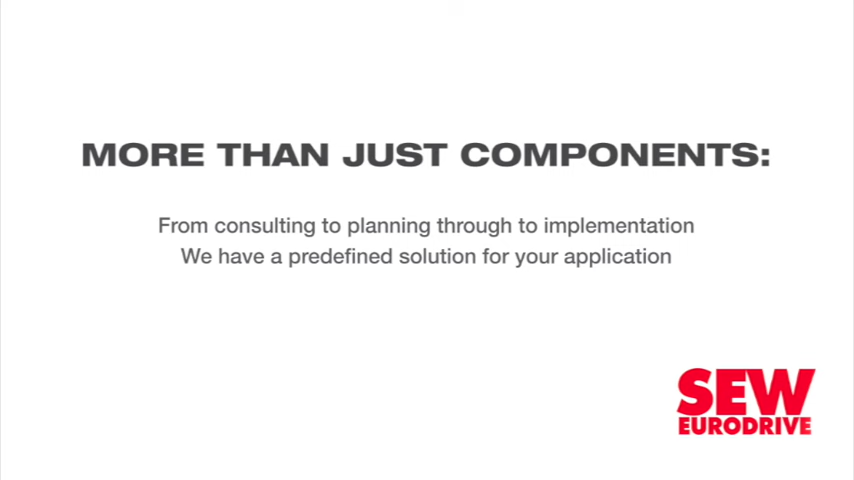 MORE THAN JUST COMPONENTS:
From consulting to planning through to implementation
We have a predefined solution for your application
SEW
EURODRIVE